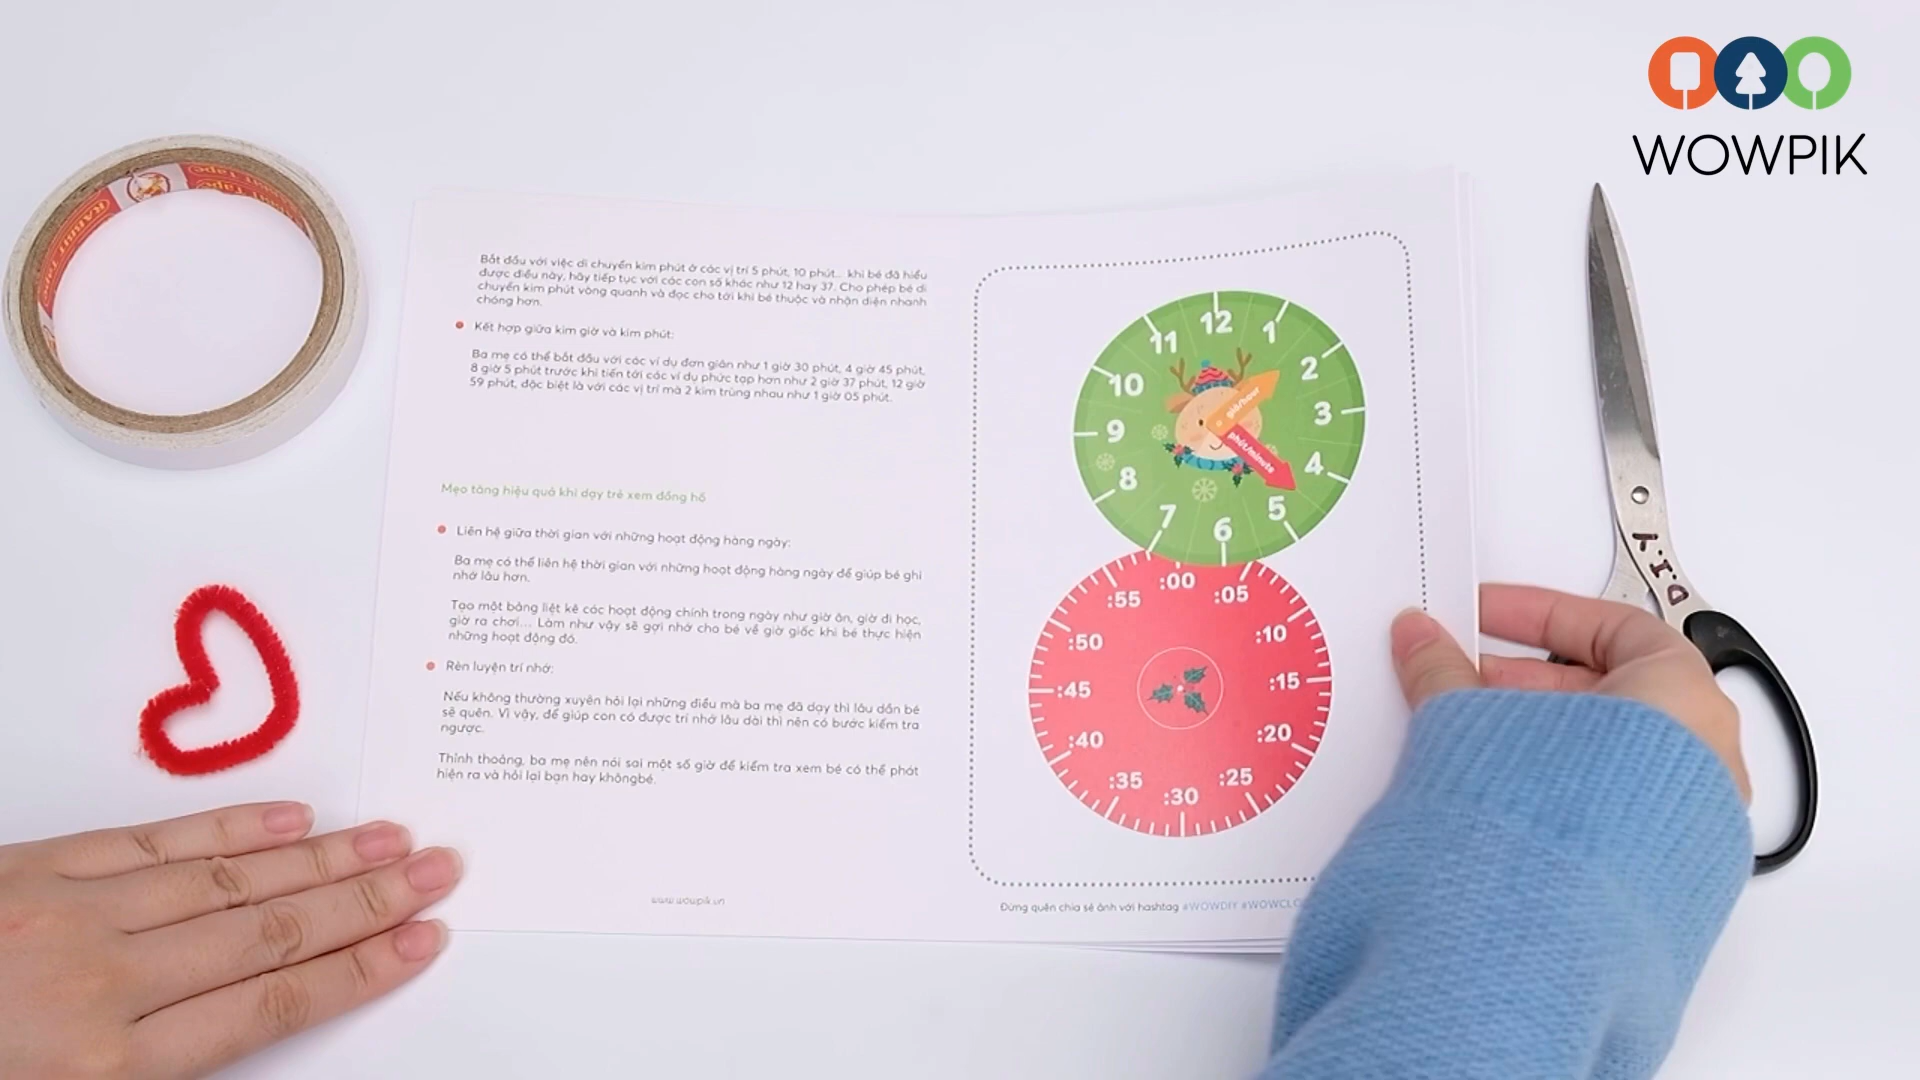 WOWPIK
Bắt đầu với việc di chuyển kim phút ở các vị trí 5 phút, 10 phút... khi bé đã hiểu
được điều này, hãy tiếp tục với các con số khác như 12 hay 37. Cho phép bé di
chuyển kim phút vòng quanh và đọc cho tới khi bé thuộc và nhận diện nhanh
chóng hơn.
Kết hợp giữa kim giờ và kim phút:
Ba mẹ có thể bắt đầu với các ví dụ đơn giản như 1 giờ 30 phút, 4 giờ 45 phút,
8 giờ 5 phút trước khi tiến tới các ví dụ phức tạp hơn như 2 giờ 37 phút, 12 giờ
59 phút, đặc biệt là với các vị trí mà 2 kim trùng nhau như 1 giờ 05 phút.
Mẹo tăng hiệu quả khi dạy trẻ xem đồng hồ
Liên hệ giữa thời gian với những hoạt động hàng ngày:
Ba mẹ có thể liên hệ thời gian với những hoạt động hàng ngày để giúp bé ghi
nhớ lâu hơn.
Tạo một bảng liệt kê các hoạt động chính trong ngày như giờ ăn, giờ đi học,
giờ ra chơi... Làm như vậy sẽ gợi nhớ cho bé về giờ giấc khi bé thực hiện
những hoạt động đó.
Rèn luyện trí nhớ:
Nếu không thường xuyên hỏi lại những điều mà ba mẹ đã dạy thì lâu dần bé
sẽ quên. Vì vậy, để giúp con có được trí nhớ lâu dài thì nên có bước kiểm tra
ngược.
Thỉnh thoảng, ba mẹ nên nói sai một số giờ để kiểm tra xem bé có thể phát
hiện ra và hỏi lại bạn hay khôngbé.
www.wowpik.vn
12
1
2
3
4
5
6
7
8
9
10
11
giờ/hour
phút/minute
:00
:05
:10
:15
:20
:25
:30
:35
:40
:45
:50
:55
Đừng quên chia sẻ ảnh với hashtag #WOWDIY
D.I.Y
RABBIT Tape